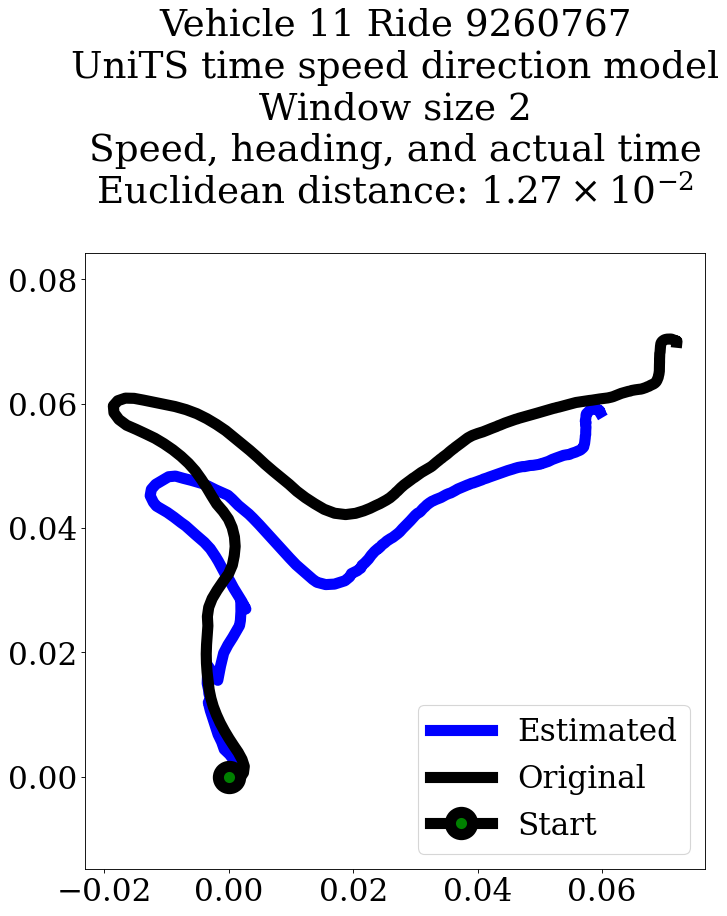 Vehicle 11 Ride 9260767
UniTS time speed direction model
Window size 2
Speed, heading, and actual time
Euclidean distance: 1.27 × 10⁻²
0.08
0.06
0.04
0.02
0.00
Estimated
Original
Start
−0.02 0.00 0.02 0.04 0.06